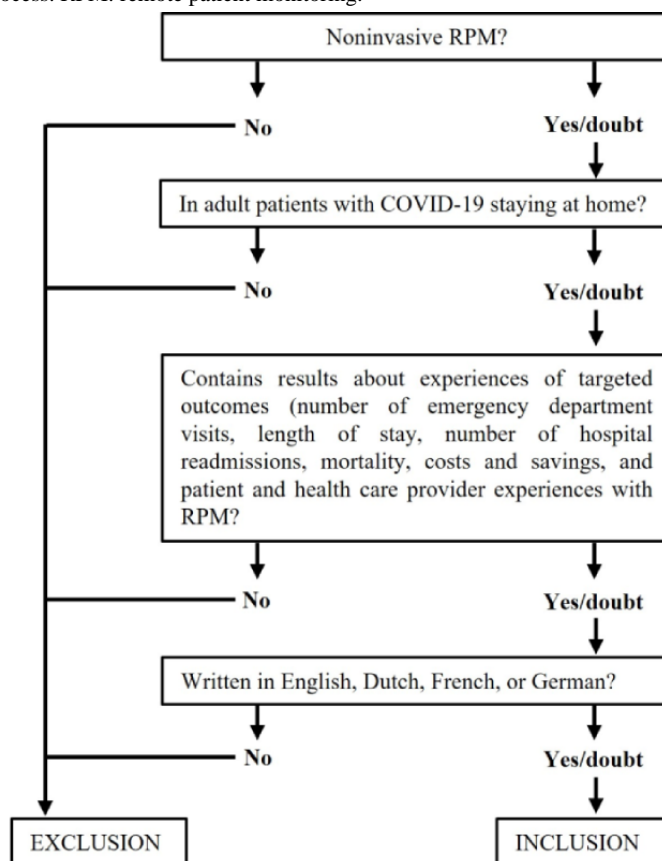 RPM: remote patient monitoring.
Noninvasive RPM?
No
Yes/doubt
In adult patients with COVID-19 staying at home?
No
Yes/doubt
Contains results about experiences of targeted
outcomes (number of emergency department
visits, length of stay, number of hospital
readmissions, mortality, costs and savings, and
patient and health care provider experiences with
RPM?
No
Yes/doubt
Written in English, Dutch, French, or German?
No
Yes/doubt
EXCLUSION
INCLUSION